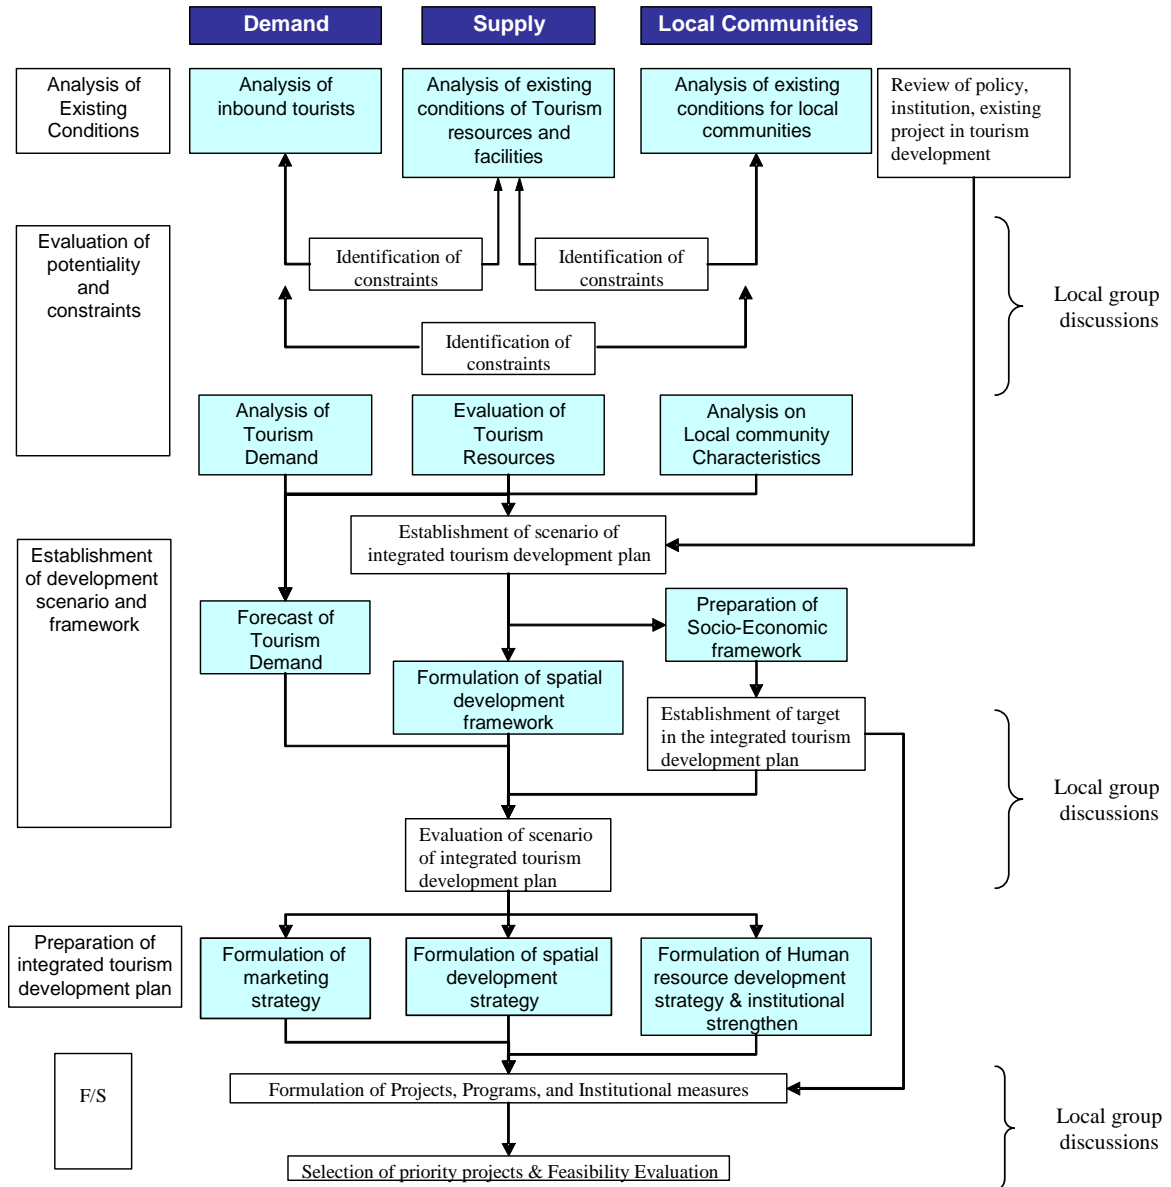 Demand
Supply
Local Communities
Analysis of
Existing
Conditions
Analysis of
inbound tourists
Analysis of existing
conditions of Tourism
resources and
facilities
Analysis of existing
conditions for local
communities
Review of policy,
institution, existing
project in tourism
development
Evaluation of
potentiality
and
constraints
Identification of
constraints
Identification of
constraints
Local group
discussions
Identification of
constraints
Analysis of
Tourism
Demand
Evaluation of
Tourism
Resources
Analysis on
Local community
Characteristics
Establishment of scenario of
integrated tourism development plan
Establishment
of development
scenario and
framework
Forecast of
Tourism
Demand
Preparation of
Socio-Economic
framework
Formulation of spatial
development
framework
Establishment of target
in the integrated tourism
development plan
Local group
discussions
Evaluation of scenario
of integrated tourism
development plan
Preparation of
integrated tourism
development plan
Formulation of
marketing
strategy
Formulation of spatial
development
strategy
Formulation of Human
resource development
strategy & institutional
strengthen
F/S
Formulation of Projects, Programs, and Institutional measures
Local group
discussions
Selection of priority projects & Feasibility Evaluation